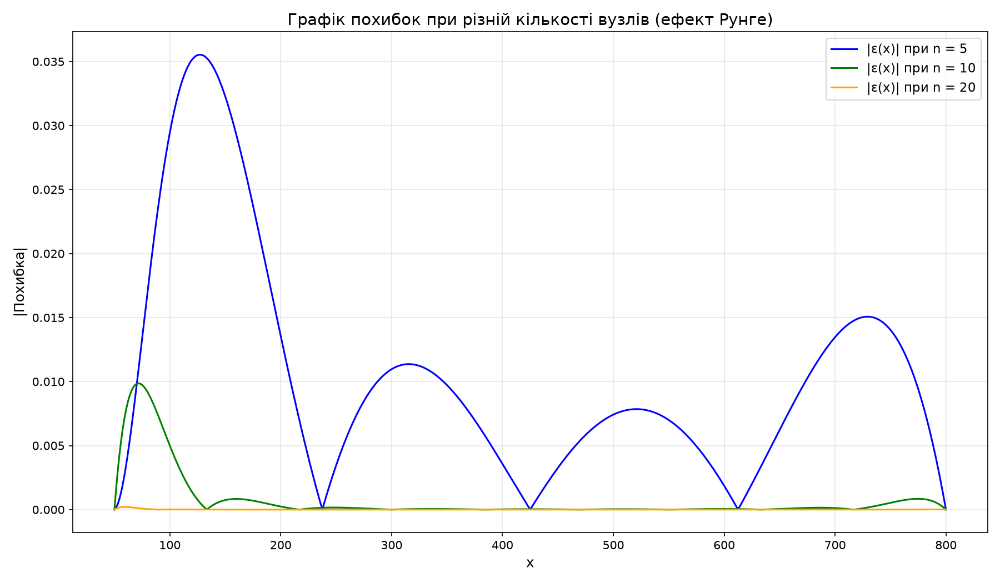 Графік похибок при різній кількості вузлів (ефект Рунге)
|ε(x)| при n = 5
|ε(x)| при n = 10
|ε(x)| при n = 20
|Похибка|
0.035
0.030
0.025
0.020
0.015
0.010
0.005
0.000
100 200 300 400 500 600 700 800
x